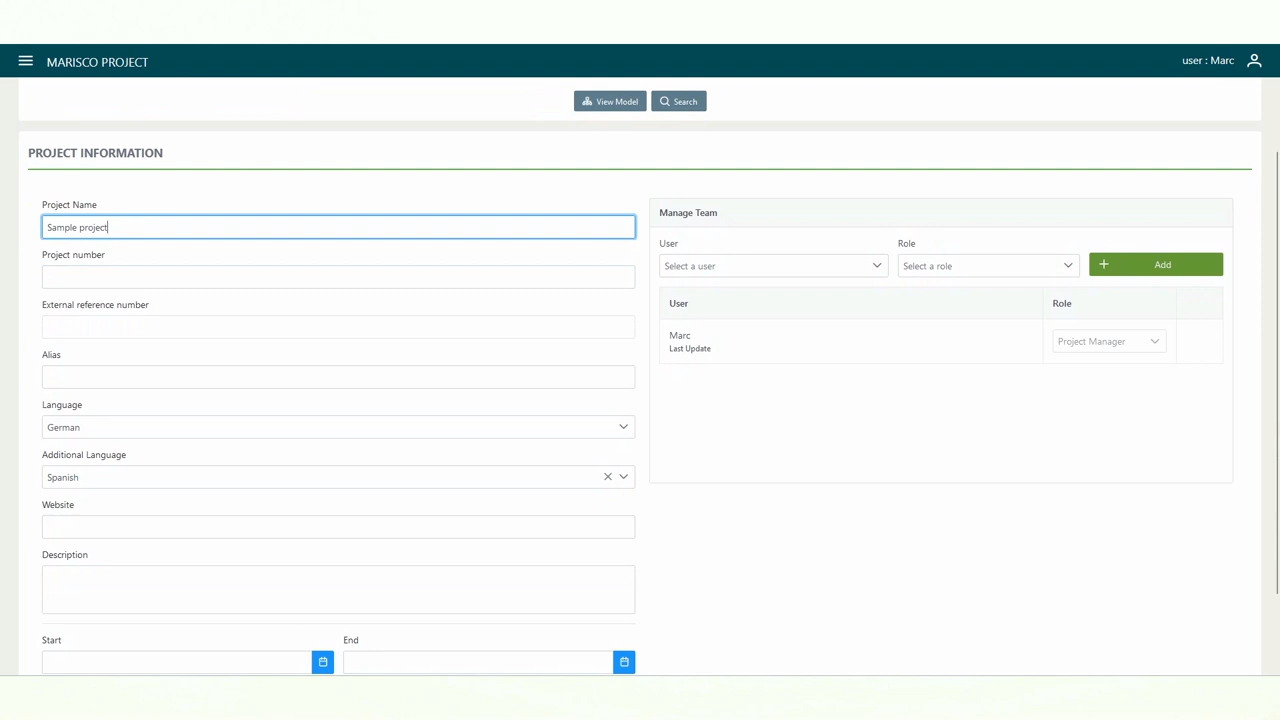 MARISCO PROJECT
user : Marc
View Model
Search
PROJECT INFORMATION
Project Name
Sample project
Project number
External reference number
Alias
Language
German
Additional Language
Spanish
Website
Description
Start
End
Manage Team
User
Role
Select a user
Select a role
Add
User
Role
Marc
Last Update
Project Manager